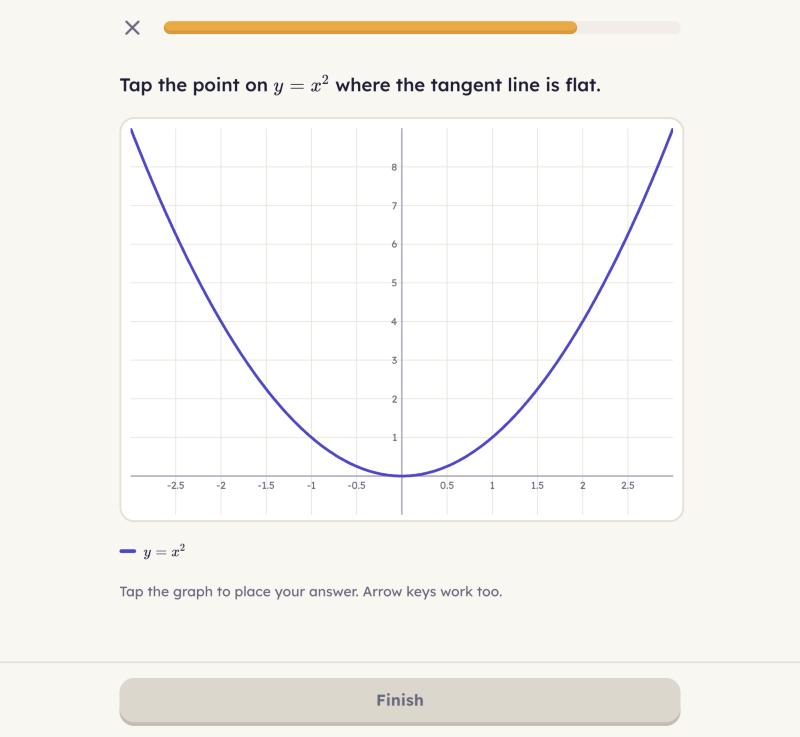 Tap the point on y = x² where the tangent line is flat.
8
7
6
5
4
3
2
1
-2.5 -2 -1.5 -1 -0.5 0.5 1 1.5 2 2.5
y = x²
Tap the graph to place your answer. Arrow keys work too.
Finish